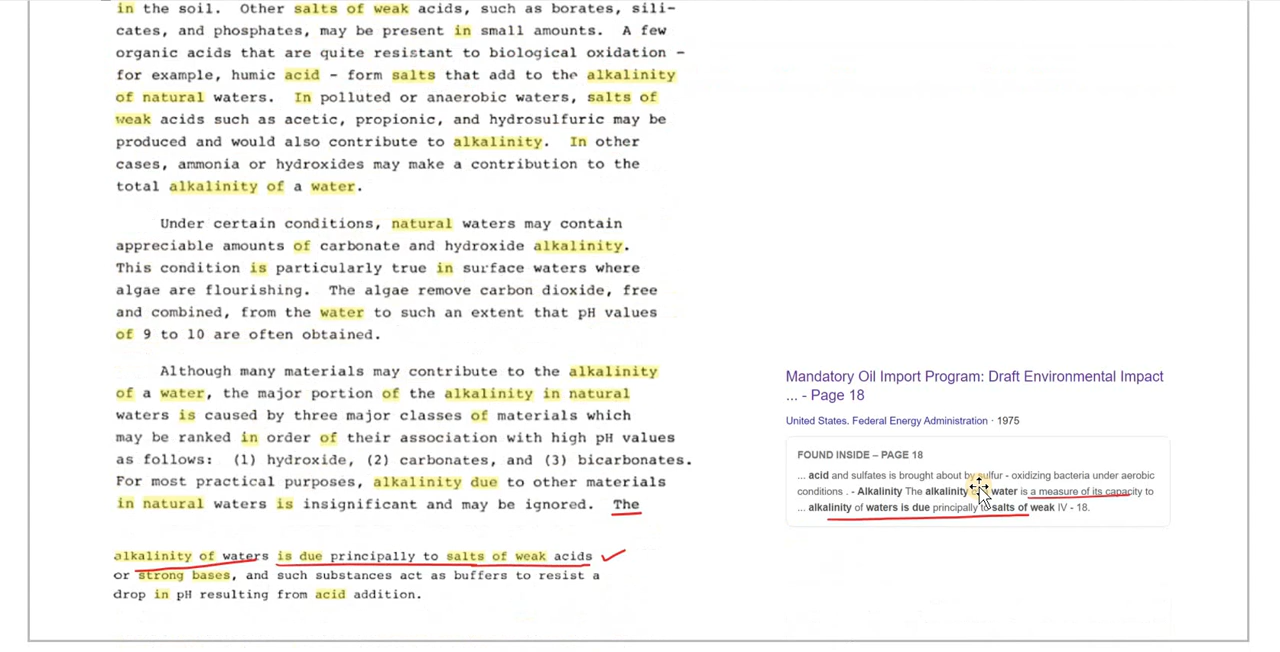 in the soil. Other salts of weak acids, such as borates, sili-
cates, and phosphates, may be present in small amounts. A few
organic acids that are quite resistant to biological oxidation -
for example, humic acid - form salts that add to the alkalinity
of natural waters. In polluted or anaerobic waters, salts of
weak acids such as acetic, propionic, and hydrosulfuric may be
produced and would also contribute to alkalinity. In other
cases, ammonia or hydroxides may make a contribution to the
total alkalinity of a water.
Under certain conditions, natural waters may contain
appreciable amounts of carbonate and hydroxide alkalinity.
This condition is particularly true in surface waters where
algae are flourishing. The algae remove carbon dioxide, free
and combined, from the water to such an extent that pH values
of 9 to 10 are often obtained.
Although many materials may contribute to the alkalinity
of a water, the major portion of the alkalinity in natural
waters is caused by three major classes of materials which
may be ranked in order of their association with high pH values
as follows: (1) hydroxide, (2) carbonates, and (3) bicarbonates.
For most practical purposes, alkalinity due to other materials
in natural waters is insignificant and may be ignored. The
alkalinity of waters is due principally to salts of weak acids
or strong bases, and such substances act as buffers to resist a
drop in pH resulting from acid addition.
Mandatory Oil Import Program: Draft Environmental Impact
... - Page 18
United States. Federal Energy Administration · 1975
FOUND INSIDE – PAGE 18
... acid and sulfates is brought about by sulfur - oxidizing bacteria under aerobic
conditions . - Alkalinity The alkalinity water is a measure of its capacity to
... alkalinity of waters is due principally to salts of weak IV - 18.